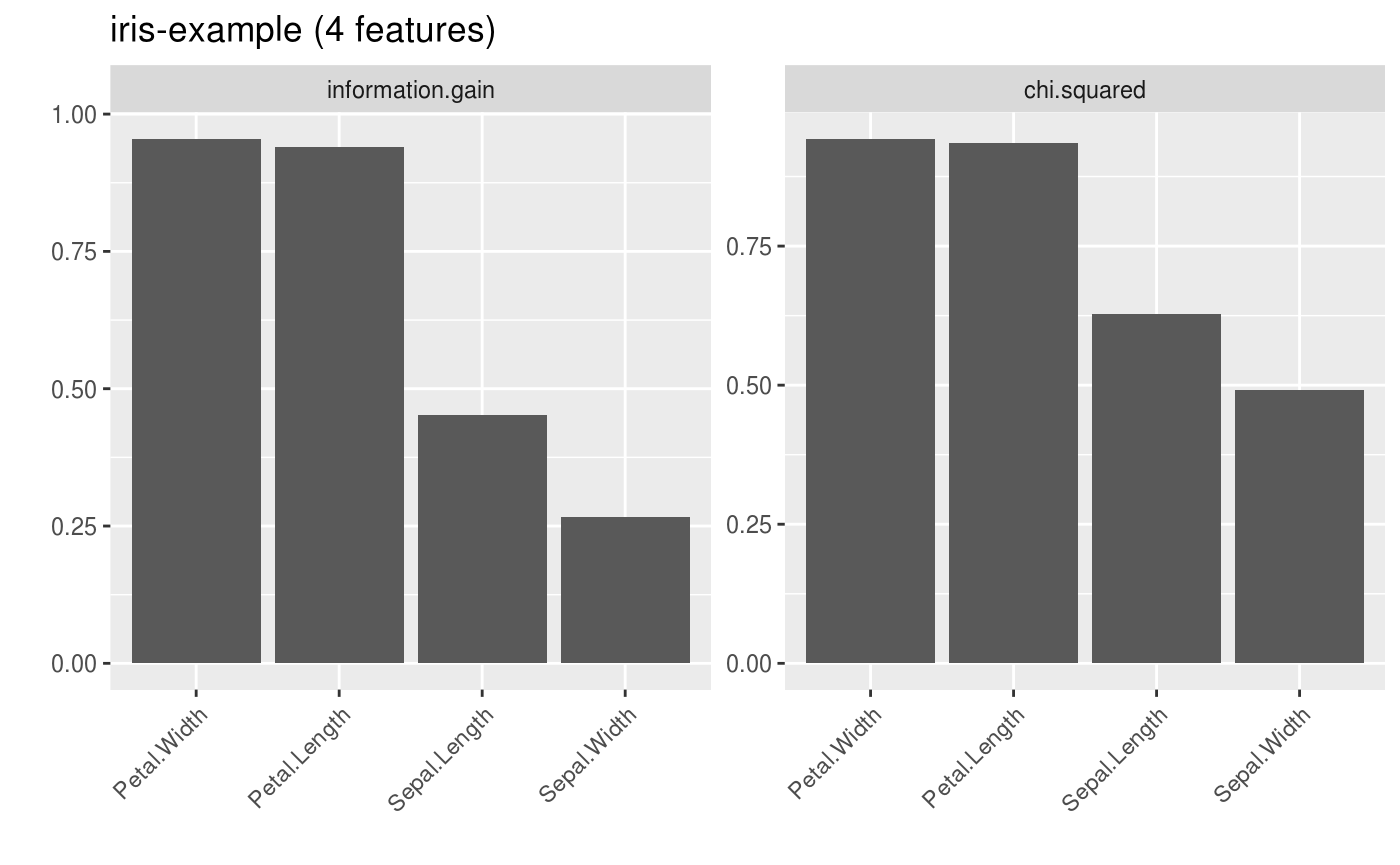 iris-example (4 features)
information.gain
1.00
0.75
0.50
0.25
0.00
Petal.Width
Petal.Length
Sepal.Length
Sepal.Width
chi.squared
0.75
0.50
0.25
0.00
Petal.Width
Petal.Length
Sepal.Length
Sepal.Width